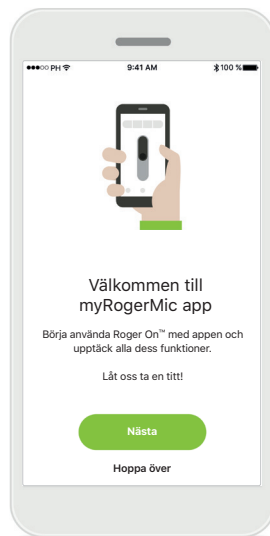 ●●●○○ PH 9:41 AM 100 %
Välkommen till
myRogerMic app
Börja använda Roger On™ med appen och
upptäck alla dess funktioner.
Låt oss ta en titt!
Nästa
Hoppa över